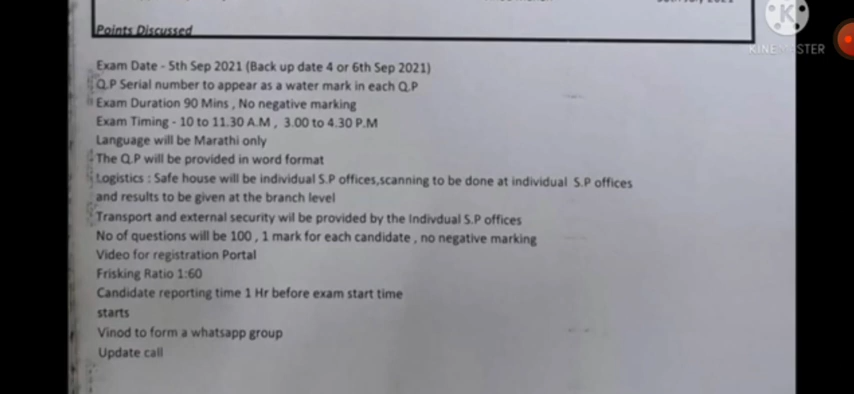 Points Discussed
K
KINEMASTER
Exam Date - 5th Sep 2021 (Back up date 4 or 6th Sep 2021)
Q.P Serial number to appear as a water mark in each Q.P
Exam Duration 90 Mins , No negative marking
Exam Timing - 10 to 11.30 A.M , 3.00 to 4.30 P.M
Language will be Marathi only
The Q.P will be provided in word format
Logistics : Safe house will be individual S.P offices,scanning to be done at individual S.P offices
and results to be given at the branch level
Transport and external security wil be provided by the Indivdual S.P offices
No of questions will be 100 , 1 mark for each candidate , no negative marking
Video for registration Portal
Frisking Ratio 1:60
Candidate reporting time 1 Hr before exam start time
starts
Vinod to form a whatsapp group
Update call